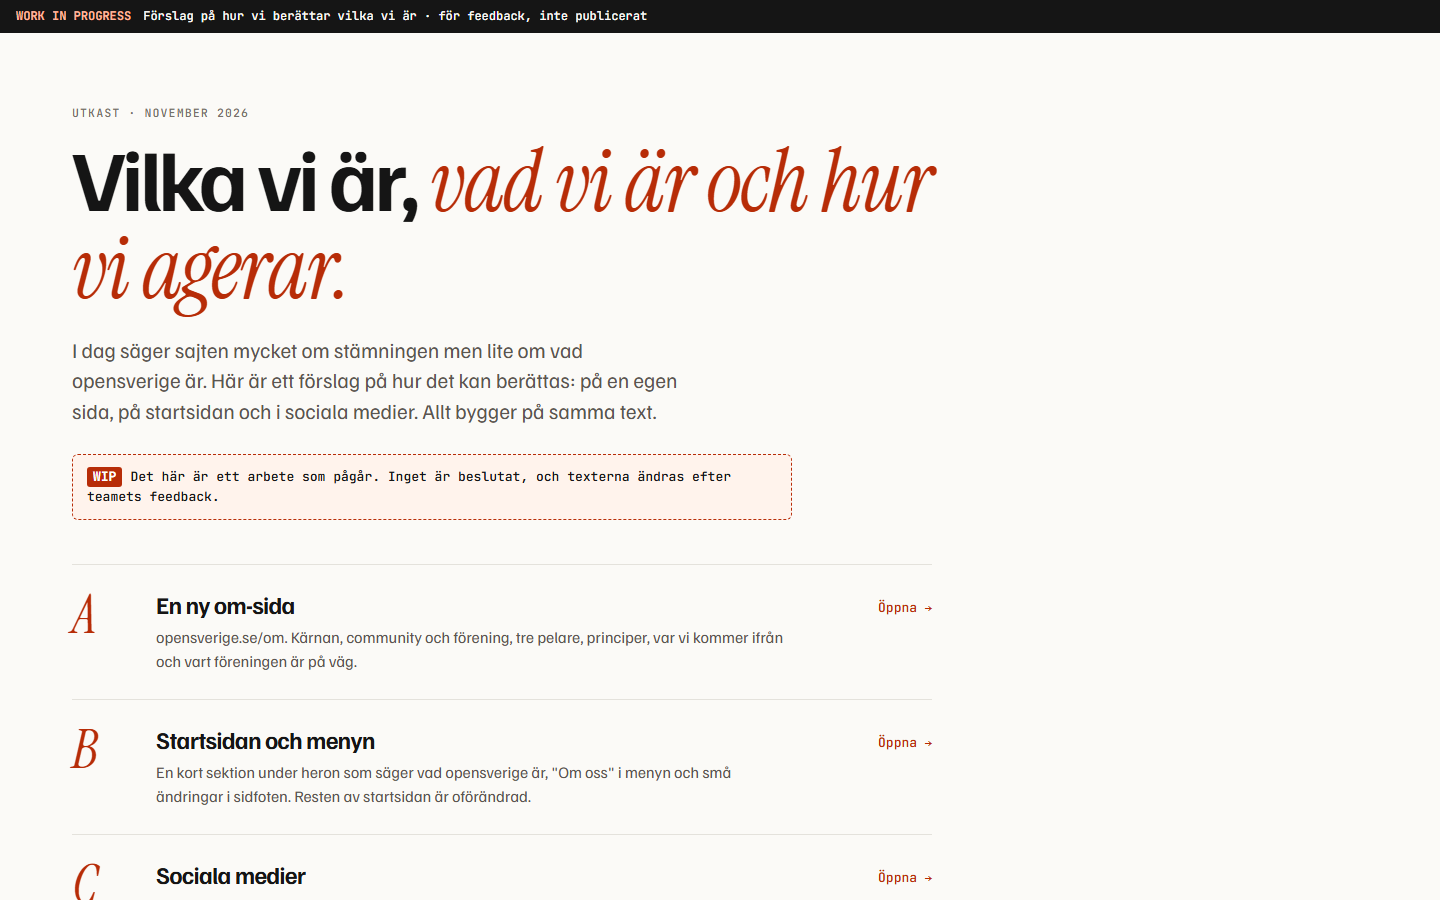 WORK IN PROGRESS Förslag på hur vi berättar vilka vi är · för feedback, inte publicerat
UTKAST · NOVEMBER 2026
Vilka vi är, vad vi är och hur
vi agerar.
I dag säger sajten mycket om stämningen men lite om vad
opensverige är. Här är ett förslag på hur det kan berättas: på en egen
sida, på startsidan och i sociala medier. Allt bygger på samma text.
WIP Det här är ett arbete som pågår. Inget är beslutat, och texterna ändras efter
teamets feedback.
A
En ny om-sida
Öppna →
opensverige.se/om. Kärnan, community och förening, tre pelare, principer, var vi kommer ifrån
och vart föreningen är på väg.
B
Startsidan och menyn
Öppna →
En kort sektion under heron som säger vad opensverige är, "Om oss" i menyn och små
ändringar i sidfoten. Resten av startsidan är oförändrad.
C
Sociala medier
Öppna →